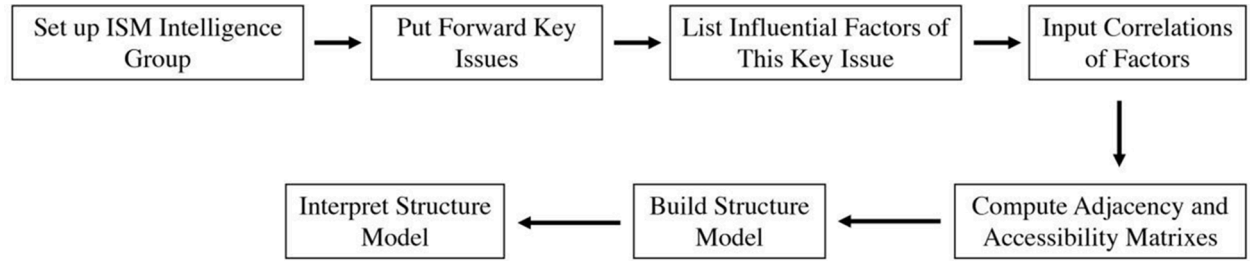 Set up ISM Intelligence
Group
Put Forward Key
Issues
List Influential Factors of
This Key Issue
Input Correlations
of Factors
Compute Adjacency and
Accessibility Matrixes
Build Structure
Model
Interpret Structure
Model